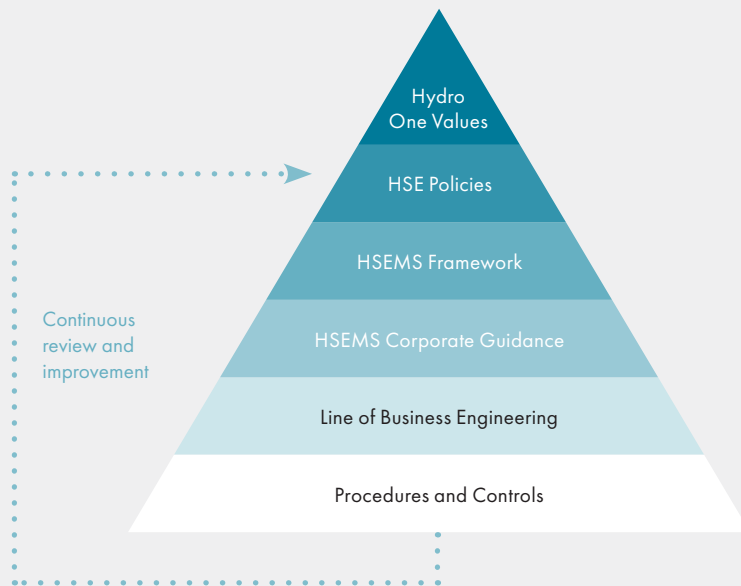 Hydro
One Values
HSE Policies
HSEMS Framework
Continuous
review and
improvement
HSEMS Corporate Guidance
Line of Business Engineering
Procedures and Controls